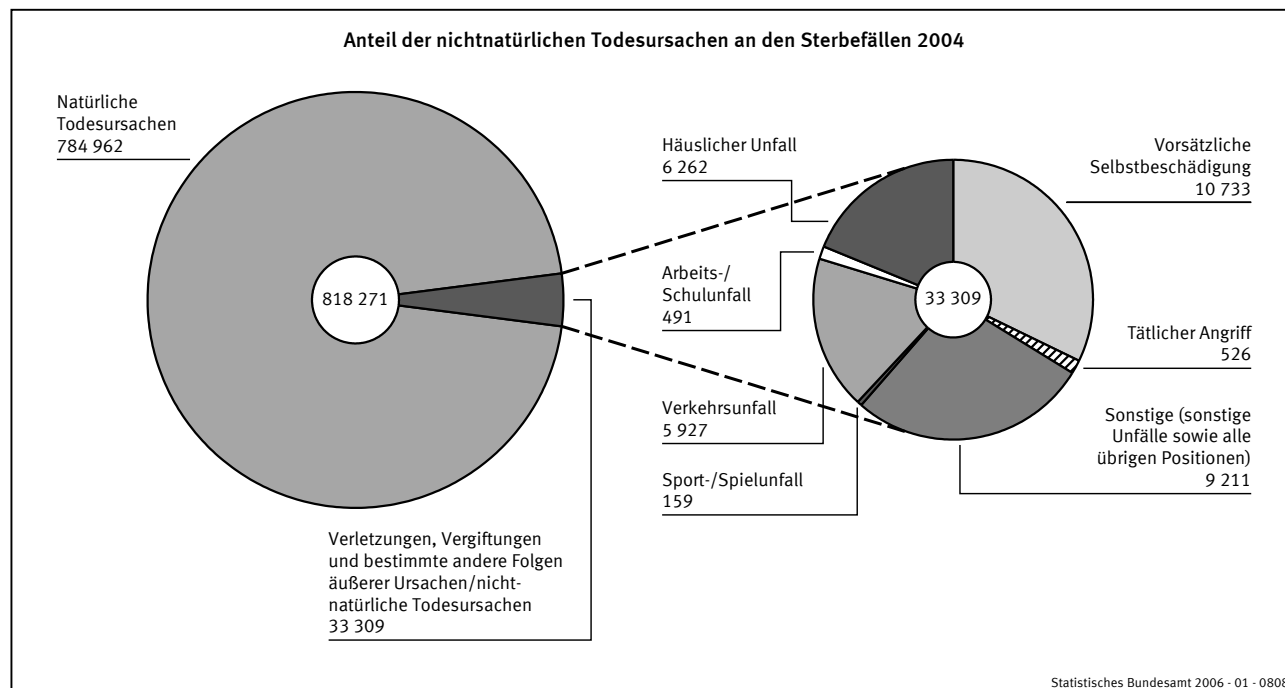 Anteil der nichtnatürlichen Todesursachen an den Sterbefällen 2004
Natürliche
Todesursachen
784 962
818 271
Verletzungen, Vergiftungen
und bestimmte andere Folgen
äußerer Ursachen/nicht-
natürliche Todesursachen
33 309
Häuslicher Unfall
6 262
Arbeits-/
Schulunfall
491
Verkehrsunfall
5 927
Sport-/Spielunfall
159
33 309
Vorsätzliche
Selbstbeschädigung
10 733
Tätlicher Angriff
526
Sonstige (sonstige
Unfälle sowie alle
übrigen Positionen)
9 211
Statistisches Bundesamt 2006 - 01 - 0808